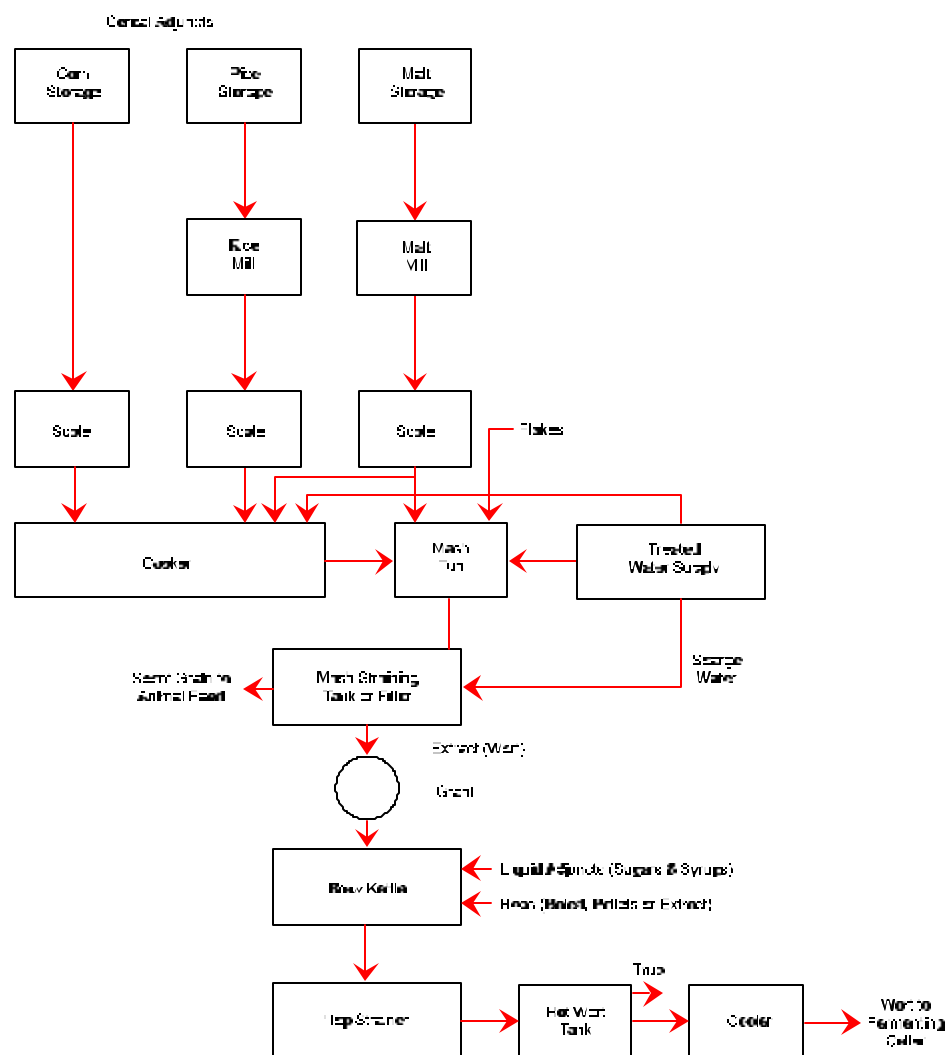 Cereal Adjuncts
Corn
Storage
Rice
Storage
Malt
Storage
Rice
Mill
Malt
Mill
Scale
Scale
Scale
Flakes
Cooker
Mash
Tun
Treated
Water Supply
Sparge
Water
Spent Grain to
Animal Feed
Mash Straining
Tank or Filter
Extract (Wort)
Grant
Brew Kettle
Liquid Adjuncts (Sugars & Syrups)
Hops (Baled, Pellets or Extract)
Trub
Hop Strainer
Hot Wort
Tank
Cooler
Wort to
Fermenting
Cellar